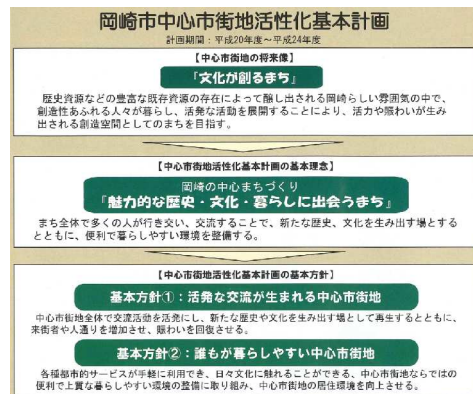 岡崎市中心市街地活性化基本計画
計画期間：平成20年度～平成24年度
【中心市街地の将来像】
『文化が創るまち』
歴史資源などの豊富な既存資源の存在によって醸し出される岡崎らしい雰囲気の中で、
創造性あふれる人々が暮らし、活発な活動を展開することにより、活力や賑わいが生み
出される創造空間としてのまちを目指す。
【中心市街地活性化基本計画の基本理念】
岡崎の中心まちづくり
『魅力的な歴史・文化・暮らしに出会うまち』
まち全体で多くの人が行き交い、交流することで、新たな歴史、文化を生み出す場とする
とともに、便利で暮らしやすい環境を整備する。
【中心市街地活性化基本計画の基本方針】
基本方針①：活発な交流が生まれる中心市街地
中心市街地全体で交流活動を活発にし、新たな歴史や文化を生み出す場として再生するとともに、
来街者や人通りを増加させ、賑わいを回復させる。
基本方針②：誰もが暮らしやすい中心市街地
各種都市的サービスが手軽に利用でき、日々文化に触れることができる、中心市街地ならではの
便利で上質な暮らしやすい環境の整備に取り組み、中心市街地の居住環境を向上させる。